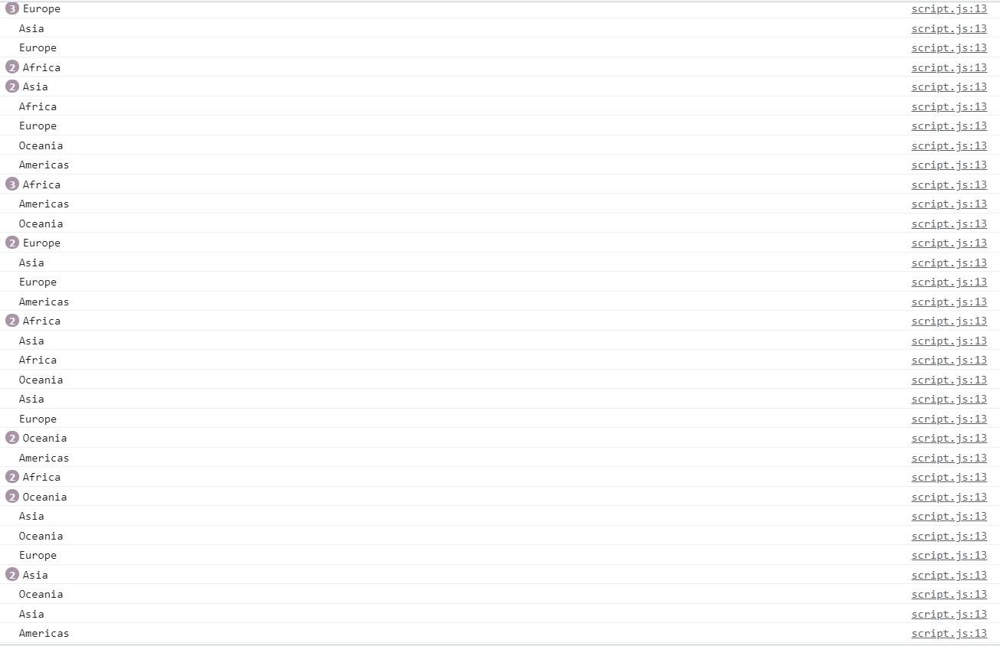 3 Europe script.js:13
Asia script.js:13
Europe script.js:13
2 Africa script.js:13
2 Asia script.js:13
Africa script.js:13
Europe script.js:13
Oceania script.js:13
Americas script.js:13
3 Africa script.js:13
Americas script.js:13
Oceania script.js:13
2 Europe script.js:13
Asia script.js:13
Europe script.js:13
Americas script.js:13
2 Africa script.js:13
Asia script.js:13
Africa script.js:13
Oceania script.js:13
Asia script.js:13
Europe script.js:13
2 Oceania script.js:13
Americas script.js:13
2 Africa script.js:13
2 Oceania script.js:13
Asia script.js:13
Oceania script.js:13
Europe script.js:13
2 Asia script.js:13
Oceania script.js:13
Asia script.js:13
Americas script.js:13